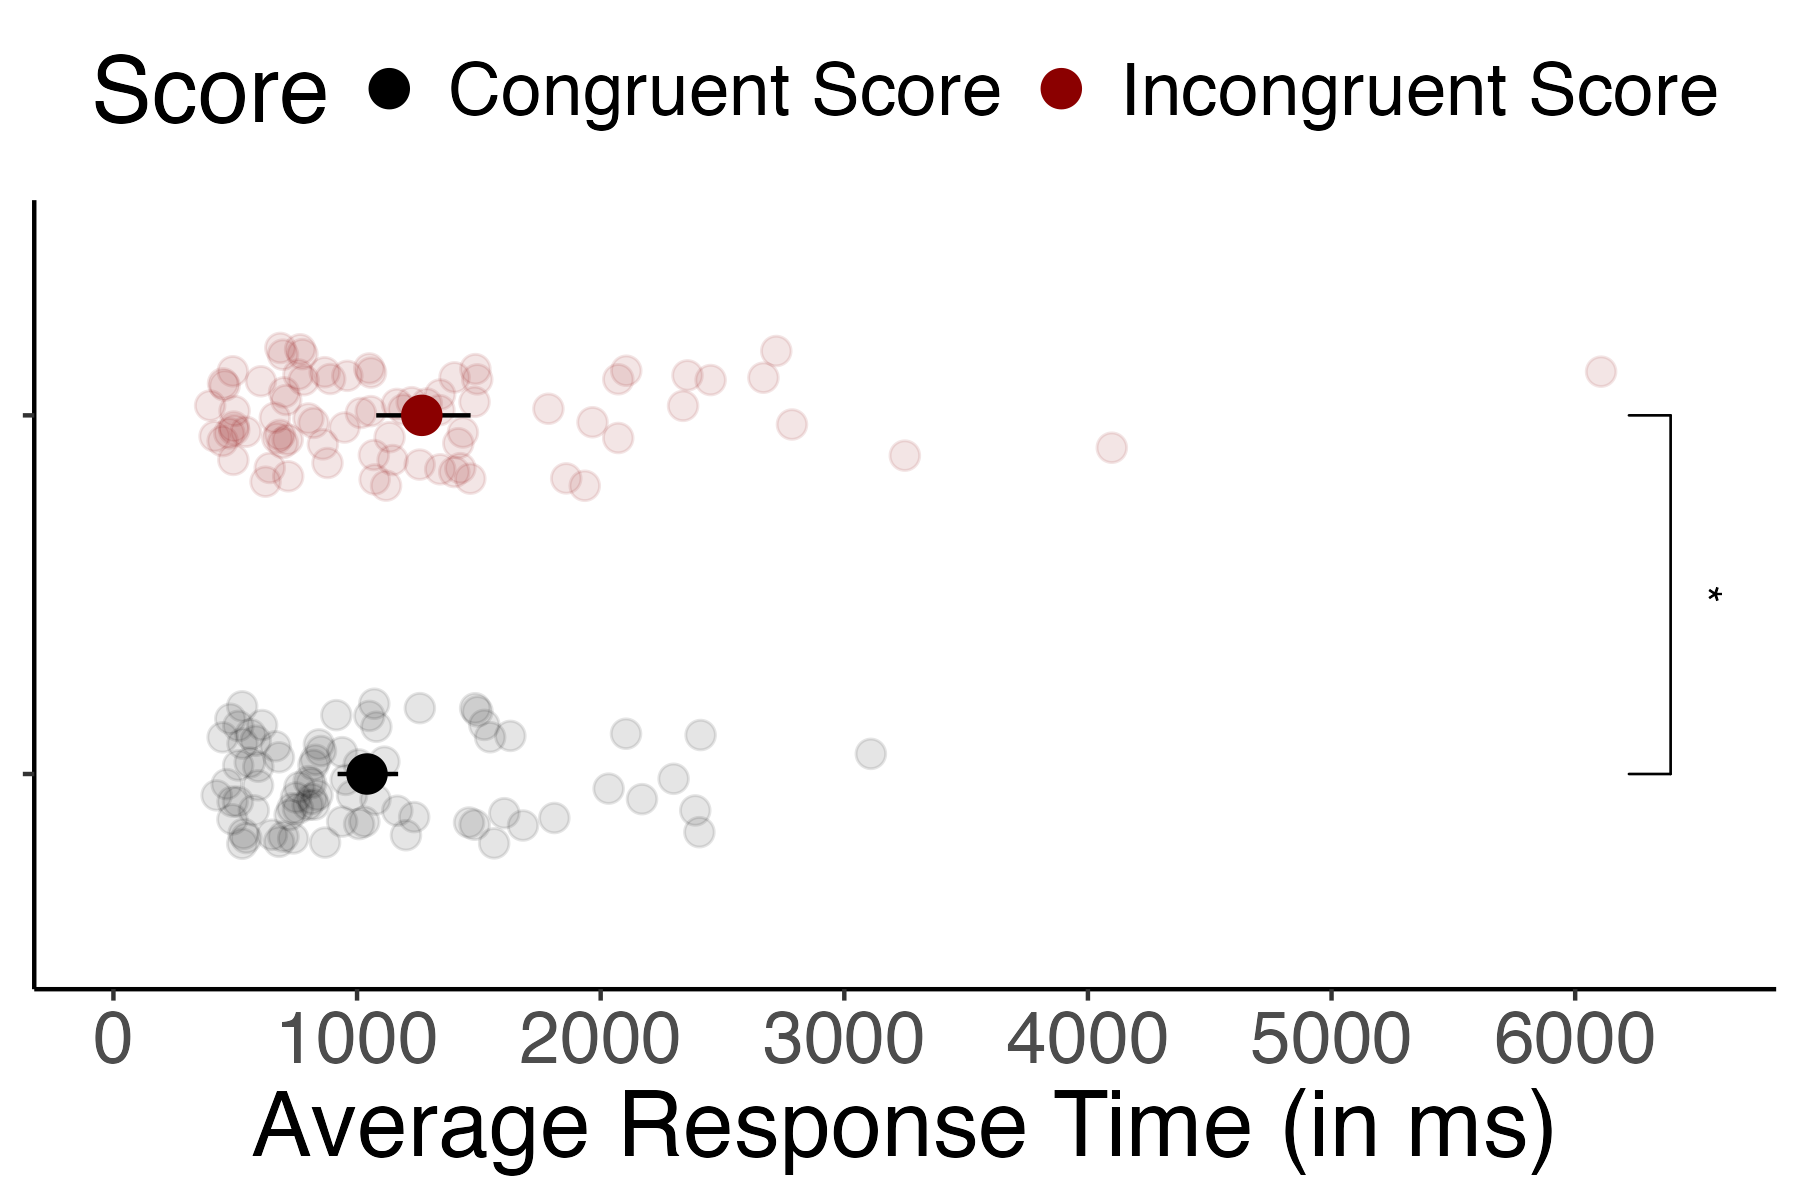 Score Congruent Score Incongruent Score
*
0 1000 2000 3000 4000 5000 6000
Average Response Time (in ms)